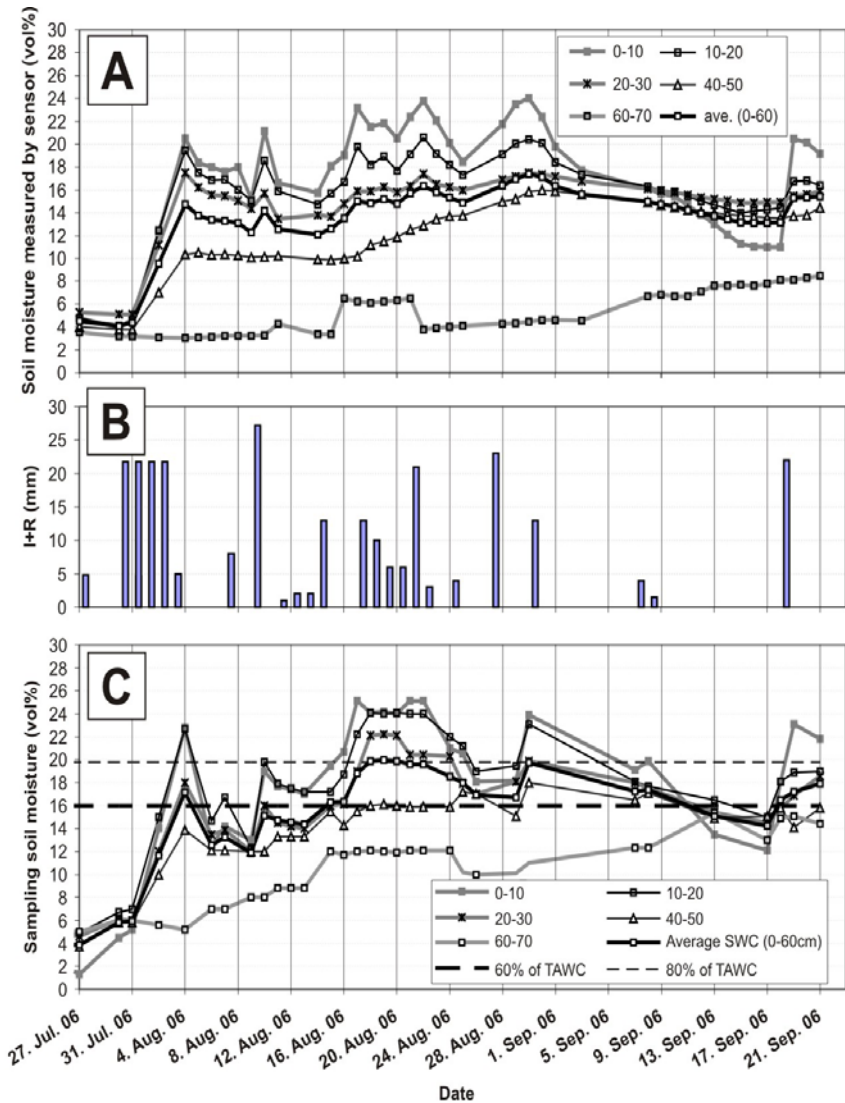 A
Soil moisture measured by sensor (vol%)
30
28
26
24
22
20
18
16
14
12
10
8
6
4
2
0
0-10 10-20
20-30 40-50
60-70 ave. (0-60)
B
I+R (mm)
30
25
20
15
10
5
0
C
Sampling soil moisture (vol%)
30
28
26
24
22
20
18
16
14
12
10
8
6
4
2
0
0-10 10-20
20-30 40-50
60-70 Average SWC (0-60cm)
60% of TAWC 80% of TAWC
27. Jul. 06
31. Jul. 06
4. Aug. 06
8. Aug. 06
12. Aug. 06
16. Aug. 06
20. Aug. 06
24. Aug. 06
28. Aug. 06
1. Sep. 06
5. Sep. 06
9. Sep. 06
13. Sep. 06
17. Sep. 06
21. Sep. 06
Date